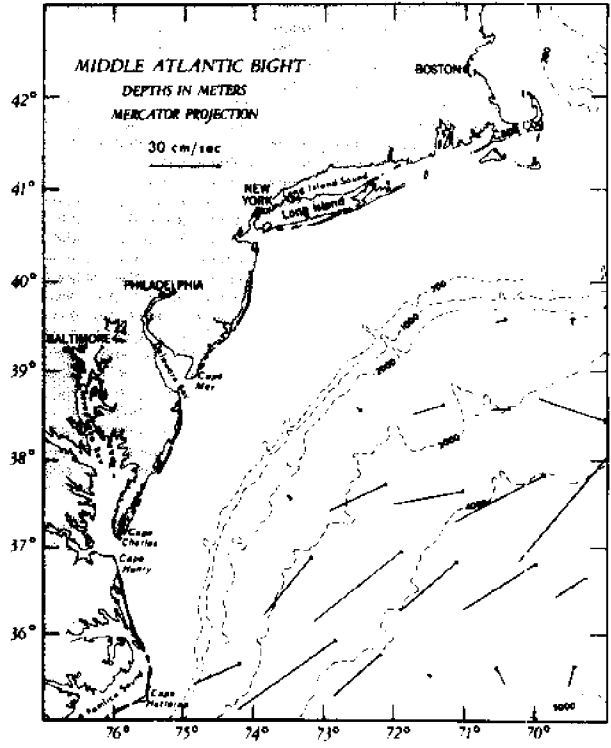 MIDDLE ATLANTIC BIGHT
DEPTHS IN METERS
MERCATOR PROJECTION
30 cm/sec
BOSTON
42°
41°
NEW
YORK
Long Island Sound
Long Island
40°
PHILADELPHIA
BALTIMORE
39°
Cape
May
38°
37°
Cape
Charles
Cape
Henry
36°
Pamlico Sound
Cape
Hatteras
1000
2000
3000
4000
5000
76°
75°
74°
73°
72°
71°
70°